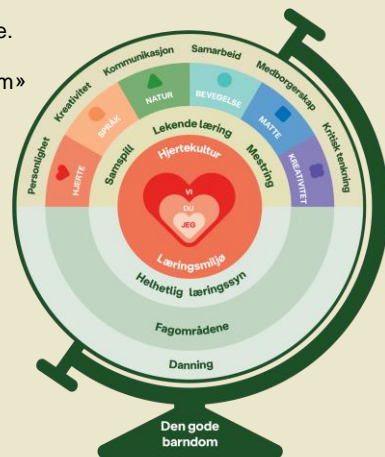 e.
m»
Personlighet
Kreativitet
Kommunikasjon
Samarbeid
Medborgerskap
Kritisk tenkning
HJERTE
SPRÅK
NATUR
BEVEGELSE
MATTE
KREATIVITET
Samspill
Lekende læring
Mestring
Hjertekultur
VI
DU
JEG
Læringsmiljø
Helhetlig læringssyn
Fagområdene
Danning
Den gode
barndom